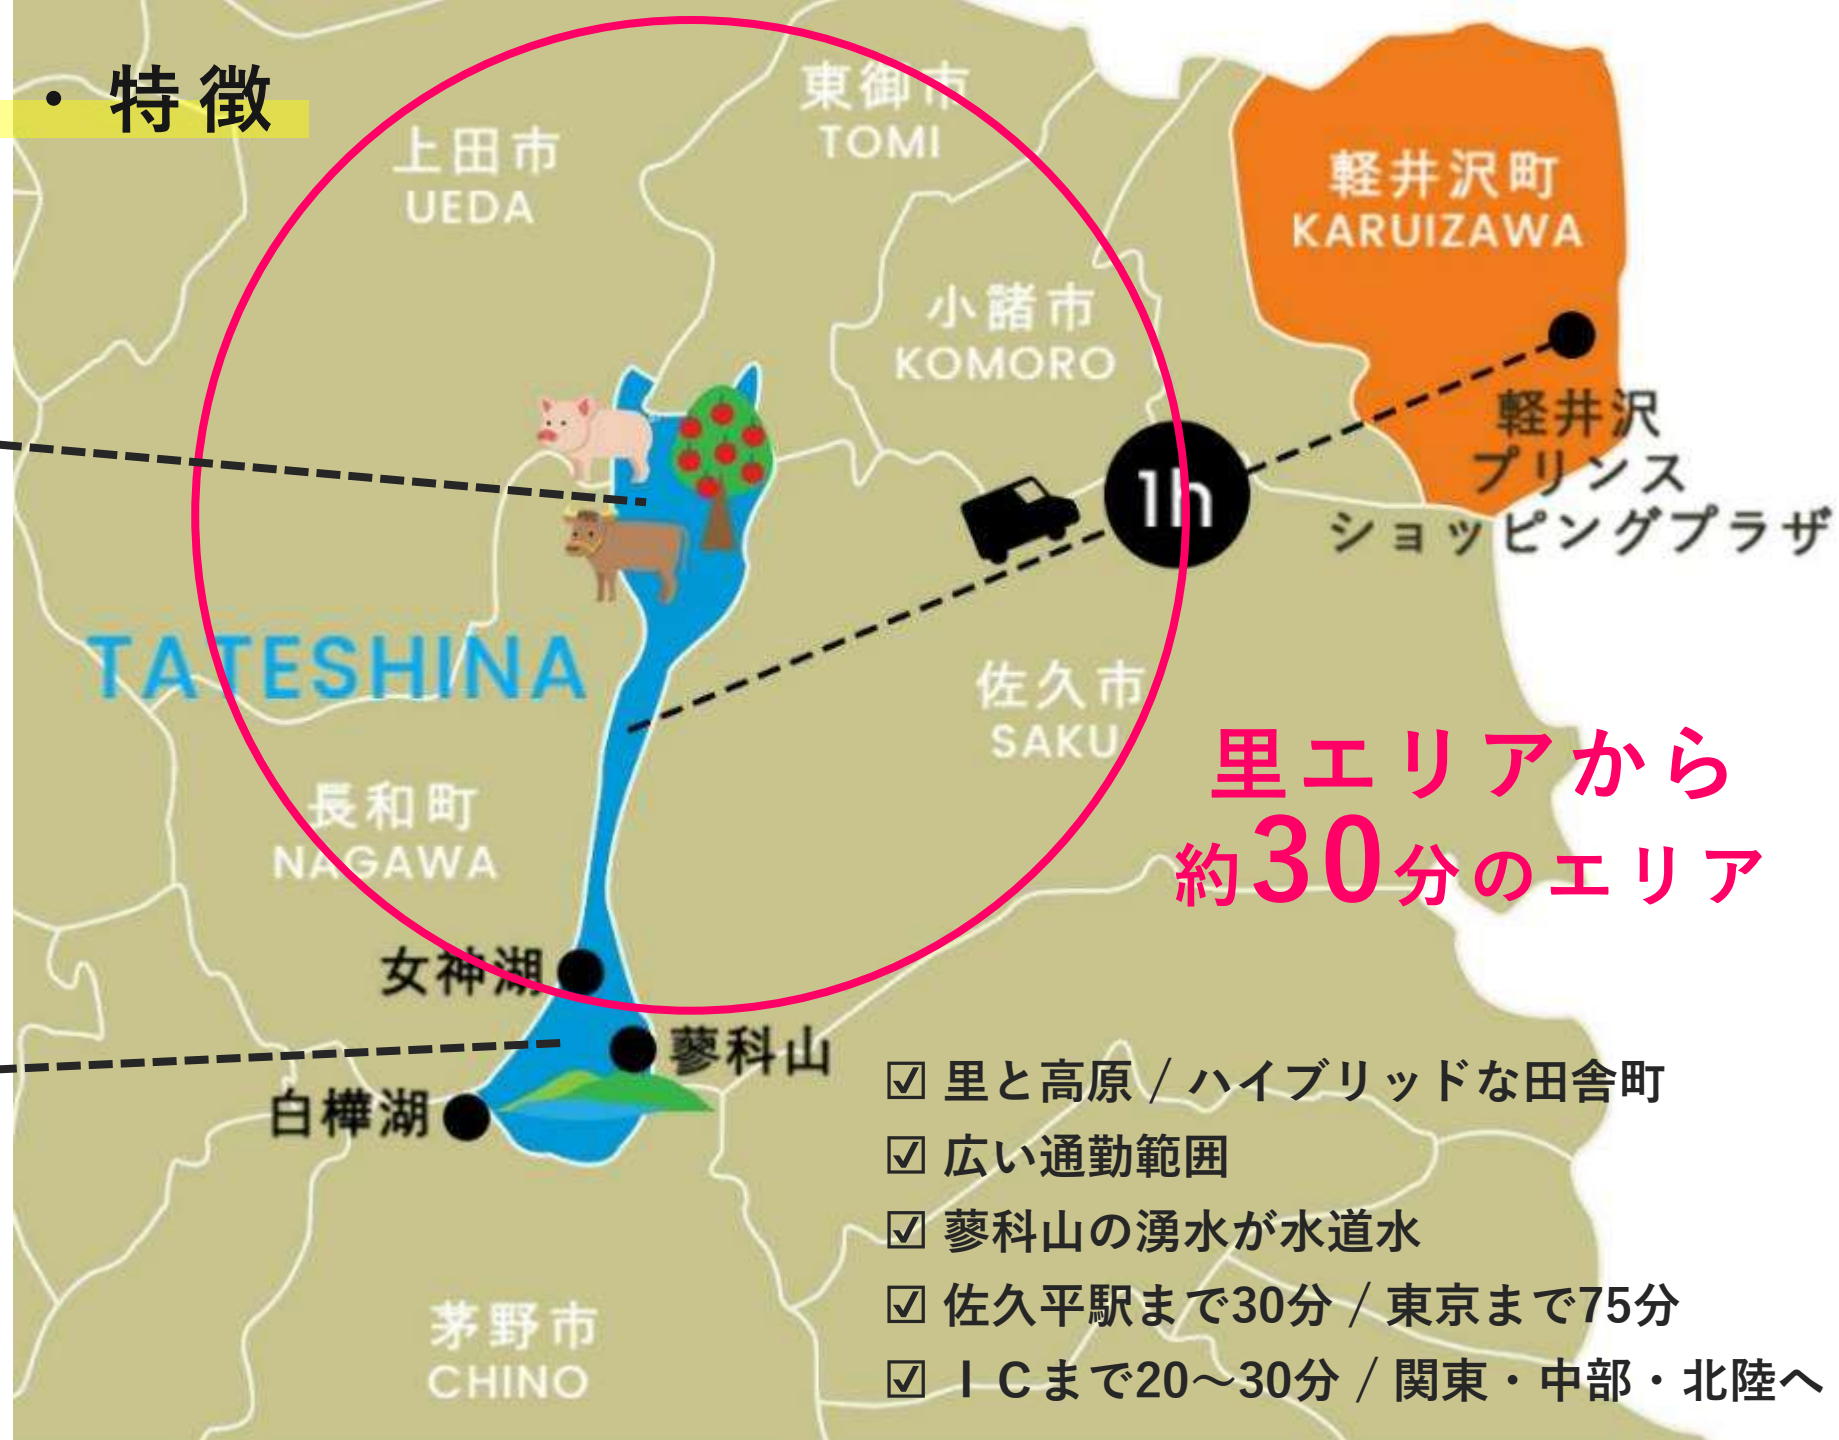 ・特徴
東御市
TOMI
上田市
UEDA
軽井沢町
KARUIZAWA
小諸市
KOMORO
軽井沢
プリンス
ショッピングプラザ
1h
TATESHINA
佐久市
SAKU
里エリアから
約30分のエリア
長和町
NAGAWA
女神湖
蓼科山
白樺湖
☑ 里と高原 / ハイブリッドな田舎町
☑ 広い通勤範囲
☑ 蓼科山の湧水が水道水
☑ 佐久平駅まで30分 / 東京まで75分
☑ ＩＣまで20～30分 / 関東・中部・北陸へ
茅野市
CHINO